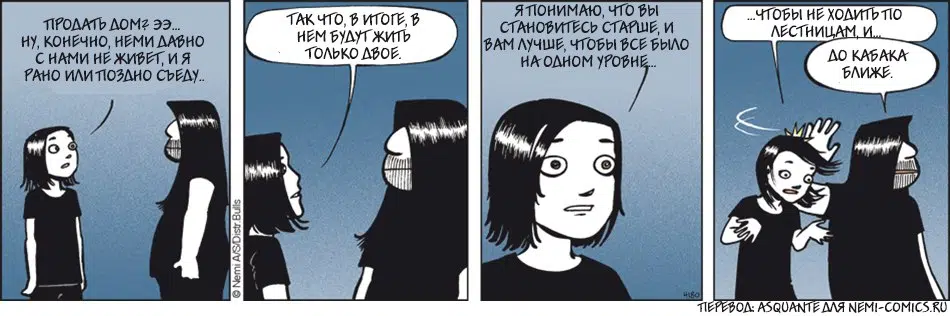 ПРОДАТЬ ДОМ? ЭЭ...
НУ, КОНЕЧНО, НЕМИ ДАВНО
С НАМИ НЕ ЖИВЕТ, И Я
РАНО ИЛИ ПОЗДНО СЪЕДУ..
© Nemi A/S/Distr.Bulls
ТАК ЧТО, В ИТОГЕ, В
НЕМ БУДУТ ЖИТЬ
ТОЛЬКО ДВОЕ.
Я ПОНИМАЮ, ЧТО ВЫ
СТАНОВИТЕСЬ СТАРШЕ, И
ВАМ ЛУЧШЕ, ЧТОБЫ ВСЕ БЫЛО
НА ОДНОМ УРОВНЕ...
4180
...ЧТОБЫ НЕ ХОДИТЬ ПО
ЛЕСТНИЦАМ, И...
ДО КАБАКА
БЛИЖЕ.
ПЕРЕВОД: ASQUANTE ДЛЯ NEMI-COMICS.RU